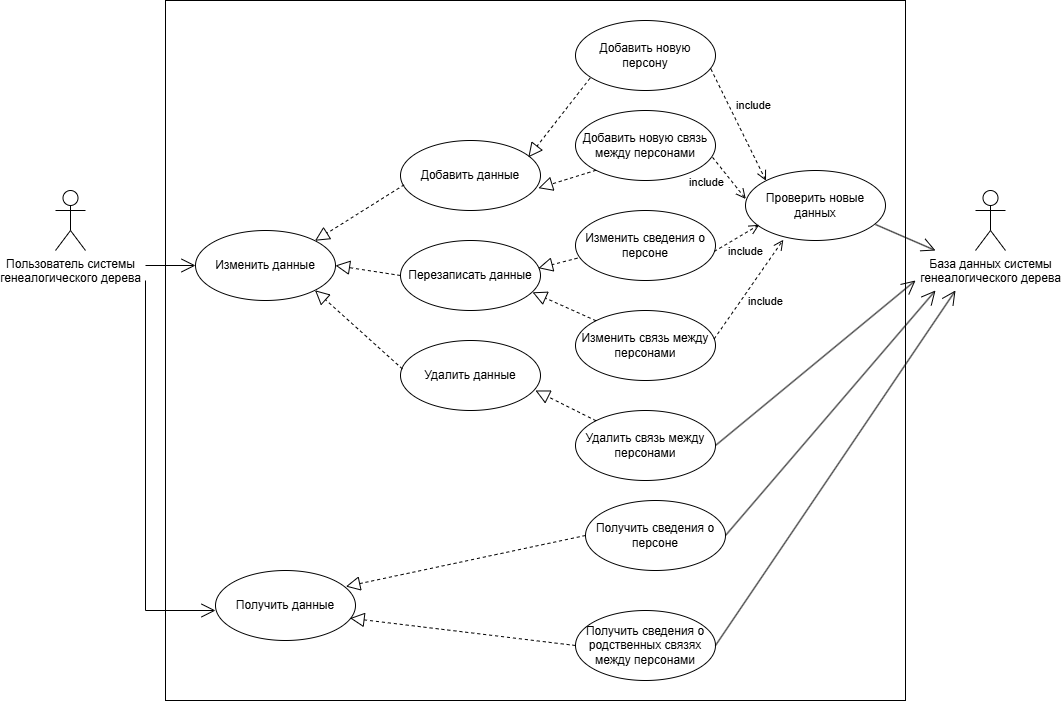 Добавить новую
персону
include
Добавить новую связь
между персонами
include
Добавить данные
Проверить новые
данных
Пользователь системы
генеалогического дерева
Изменить данные
Изменить сведения о
персоне
include
База данных системы
генеалогического дерева
Перезаписать данные
include
Изменить связь между
персонами
Удалить данные
Удалить связь между
персонами
Получить сведения о
персоне
Получить данные
Получить сведения о
родственных связях
между персонами